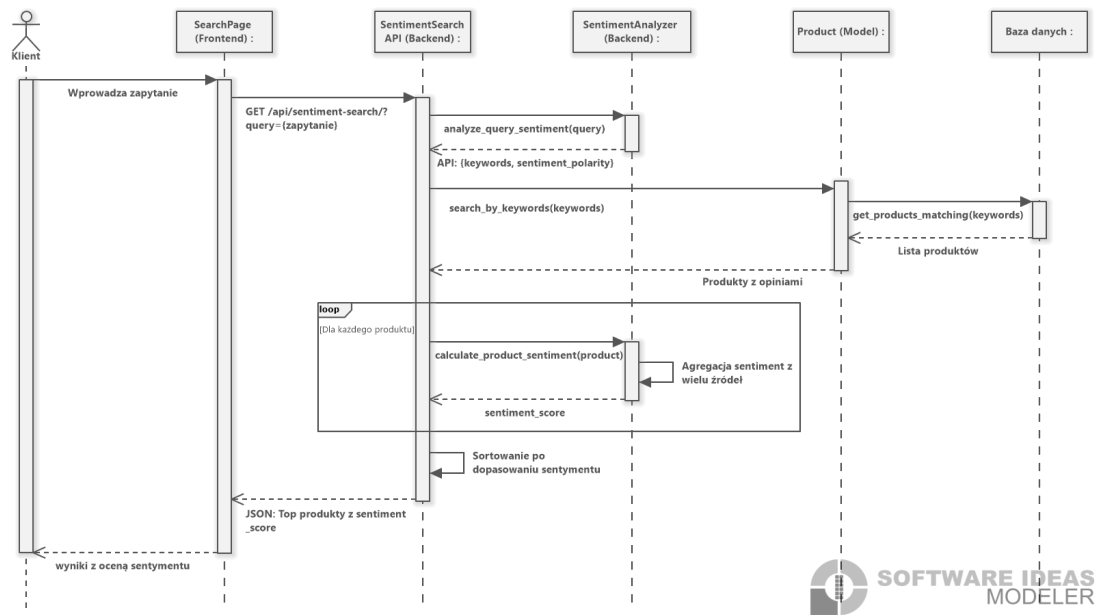 Klient
SearchPage
(Frontend) :
SentimentSearch
API (Backend) :
SentimentAnalyzer
(Backend) :
Product (Model) :
Baza danych :
Wprowadza zapytanie
GET /api/sentiment-search/?
query={zapytanie}
analyze_query_sentiment(query)
API: (keywords, sentiment_polarity)
search_by_keywords(keywords)
get_products_matching(keywords)
Lista produktów
Produkty z opiniami
loop
[Dla każdego produktu]
calculate_product_sentiment(product)
Agregacja sentiment z
wielu źródeł
sentiment_score
Sortowanie po
dopasowaniu sentymentu
JSON: Top produkty z sentiment
_score
wyniki z oceną sentymentu
SOFTWARE IDEAS
MODELER